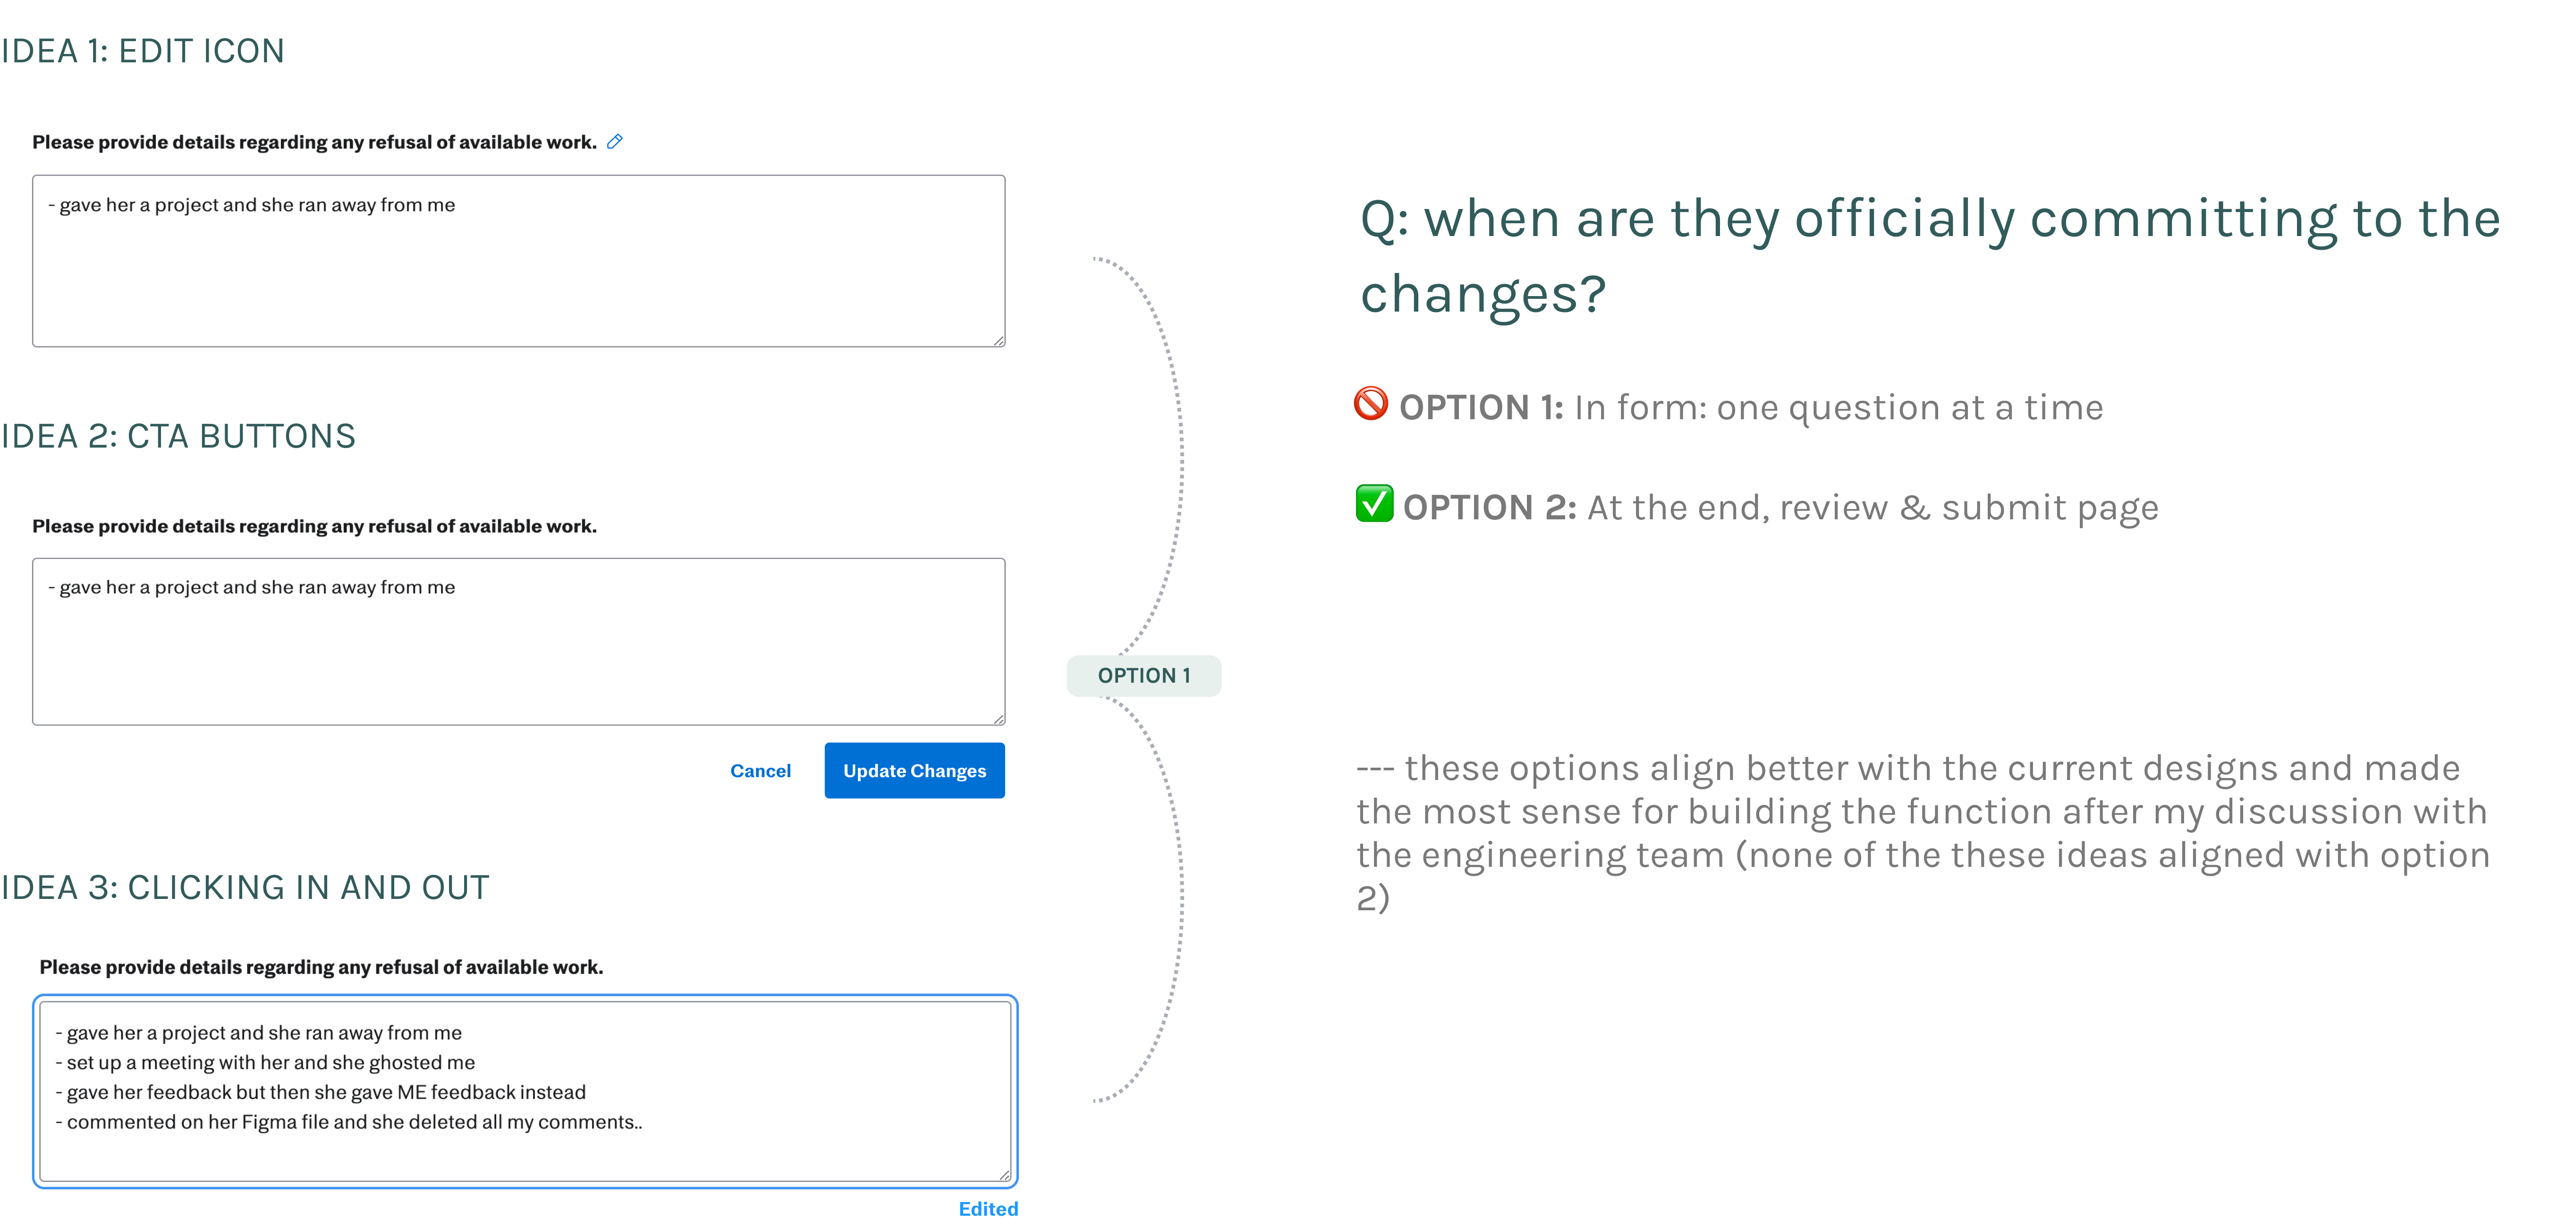 IDEA 1: EDIT ICON
Please provide details regarding any refusal of available work.
- gave her a project and she ran away from me
IDEA 2: CTA BUTTONS
Please provide details regarding any refusal of available work.
- gave her a project and she ran away from me
Cancel
Update Changes
IDEA 3: CLICKING IN AND OUT
Please provide details regarding any refusal of available work.
- gave her a project and she ran away from me
- set up a meeting with her and she ghosted me
- gave her feedback but then she gave ME feedback instead
- commented on her Figma file and she deleted all my comments..
Edited
OPTION 1
Q: when are they officially committing to the
changes?
🚫 OPTION 1: In form: one question at a time
✅ OPTION 2: At the end, review & submit page
--- these options align better with the current designs and made
the most sense for building the function after my discussion with
the engineering team (none of the these ideas aligned with option
2)